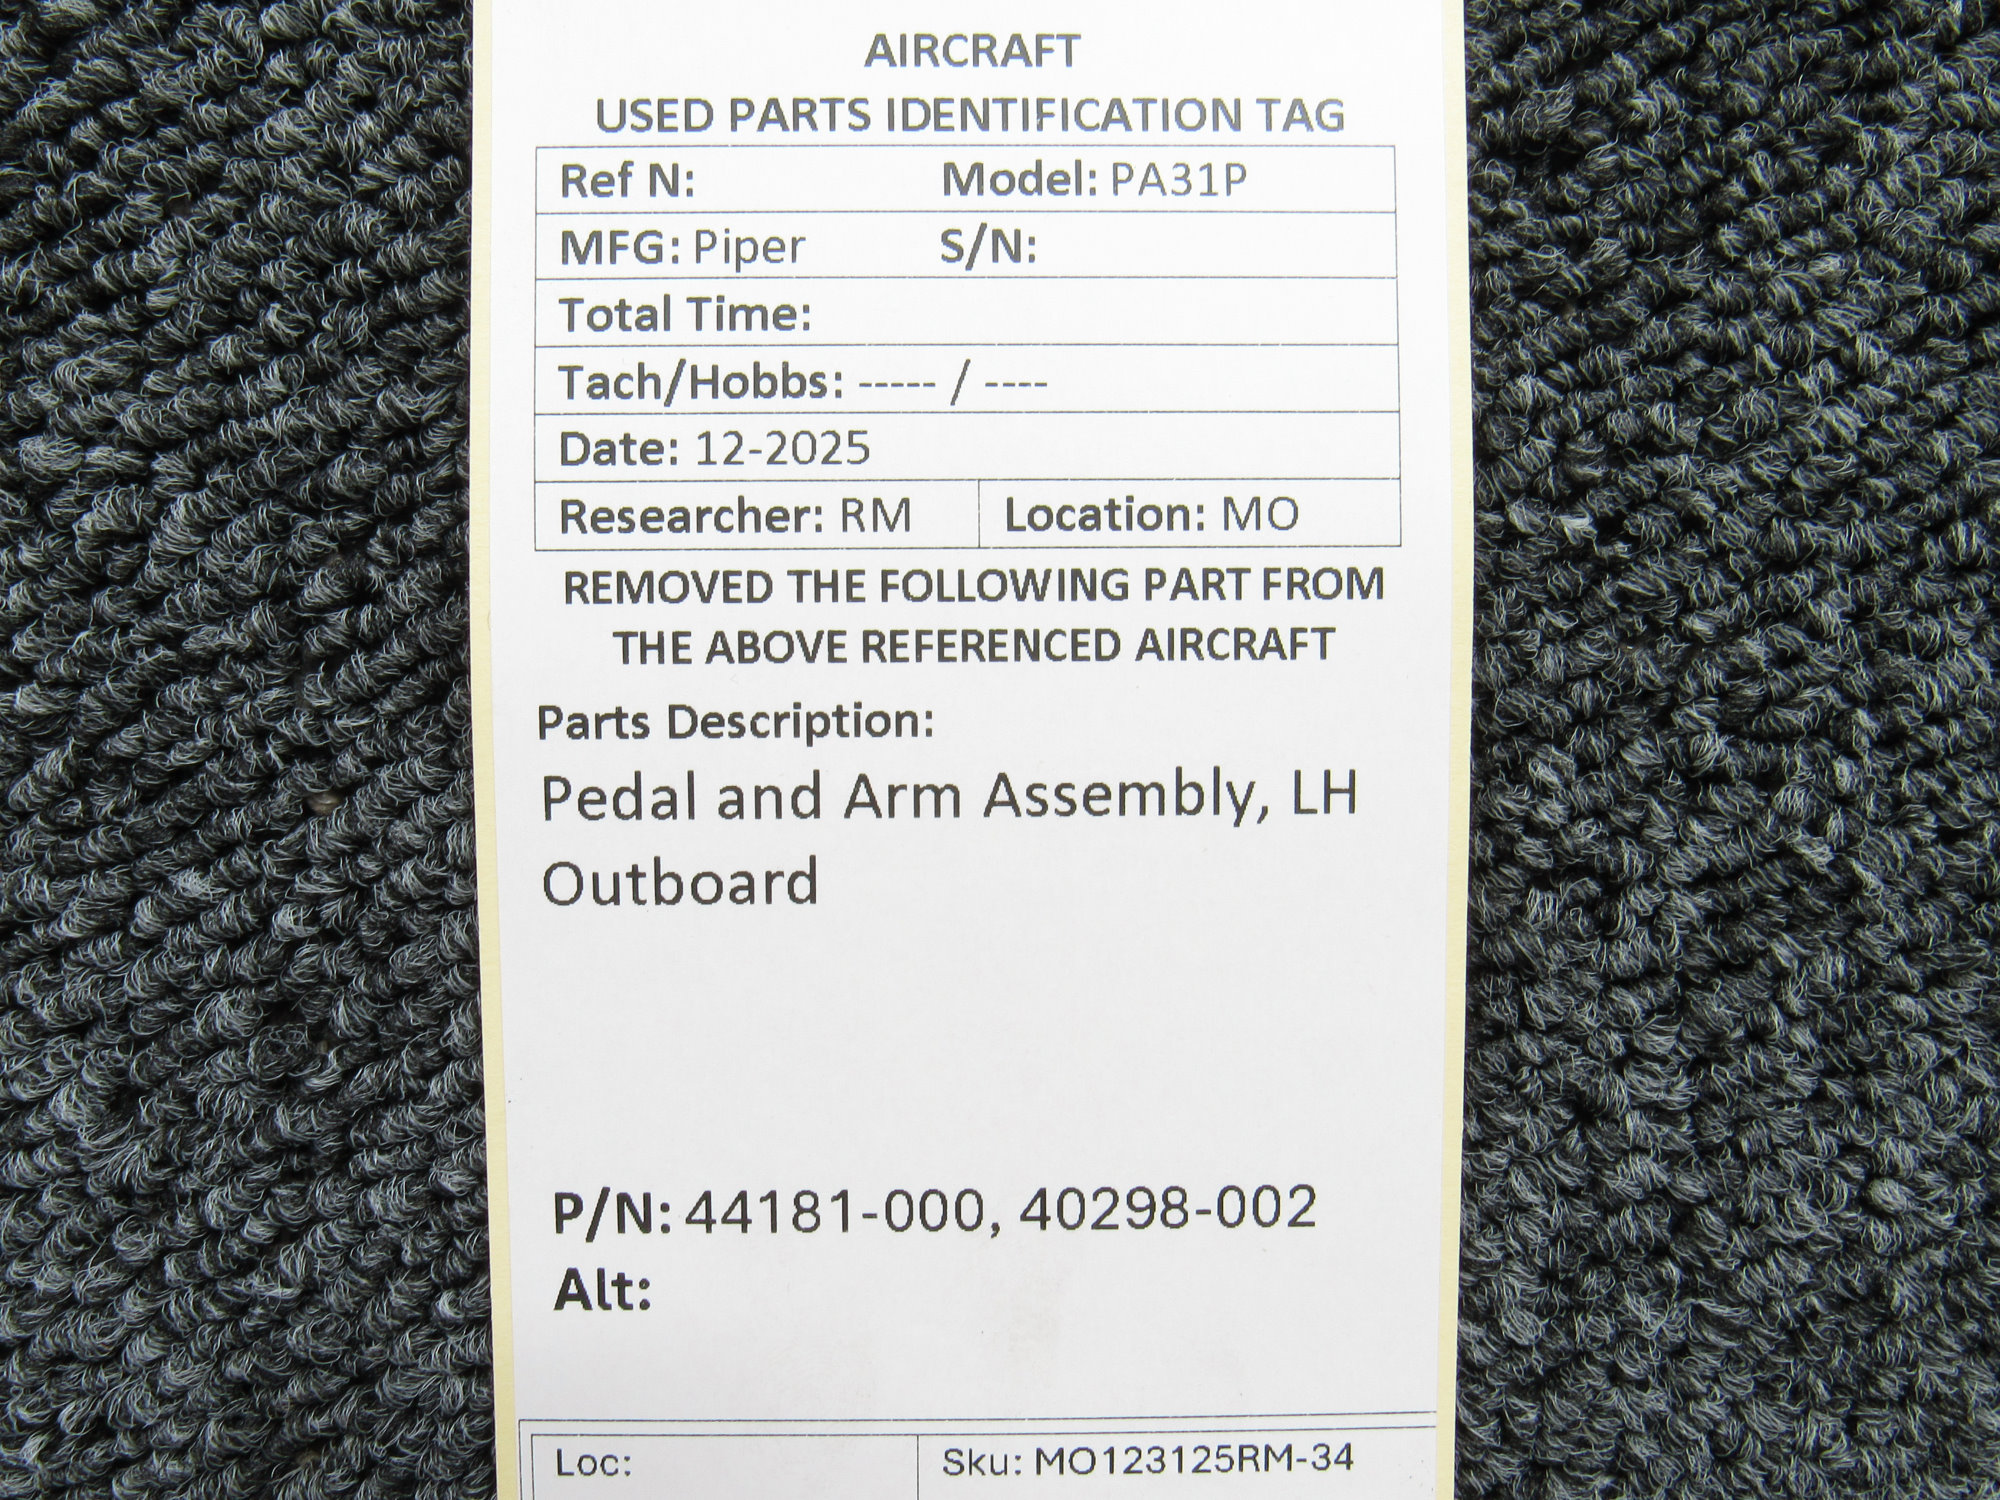 AIRCRAFT
USED PARTS IDENTIFICATION TAG
Ref N: Model: PA31P
MFG: Piper S/N:
Total Time:
Tach/Hobbs: ----- / ----
Date: 12-2025
Researcher: RM Location: MO
REMOVED THE FOLLOWING PART FROM
THE ABOVE REFERENCED AIRCRAFT
Parts Description:
Pedal and Arm Assembly, LH
Outboard
P/N: 44181-000, 40298-002
Alt:
Loc: Sku: MO123125RM-34